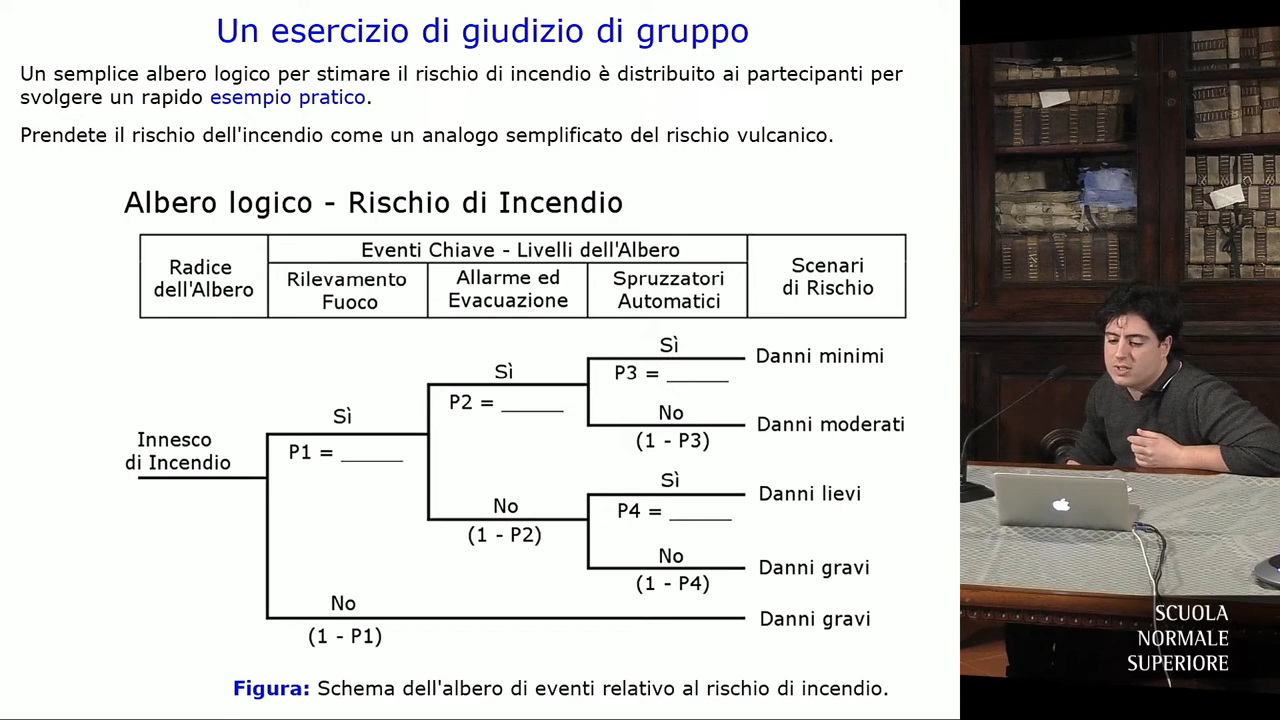 Un esercizio di giudizio di gruppo
Un semplice albero logico per stimare il rischio di incendio è distribuito ai partecipanti per
svolgere un rapido esempio pratico.
Prendete il rischio dell'incendio come un analogo semplificato del rischio vulcanico.
Albero logico - Rischio di Incendio
Radice
dell'Albero
Eventi Chiave - Livelli dell'Albero
Rilevamento
Fuoco
Allarme ed
Evacuazione
Spruzzatori
Automatici
Scenari
di Rischio
Innesco
di Incendio
Sì
P1 = ______
No
(1 - P1)
Sì
P2 = ______
No
(1 - P2)
Sì
P3 = ______
No
(1 - P3)
Sì
P4 = ______
No
(1 - P4)
Danni minimi
Danni moderati
Danni lievi
Danni gravi
Danni gravi
Figura: Schema dell'albero di eventi relativo al rischio di incendio.
SCUOLA
NORMALE
SUPERIORE